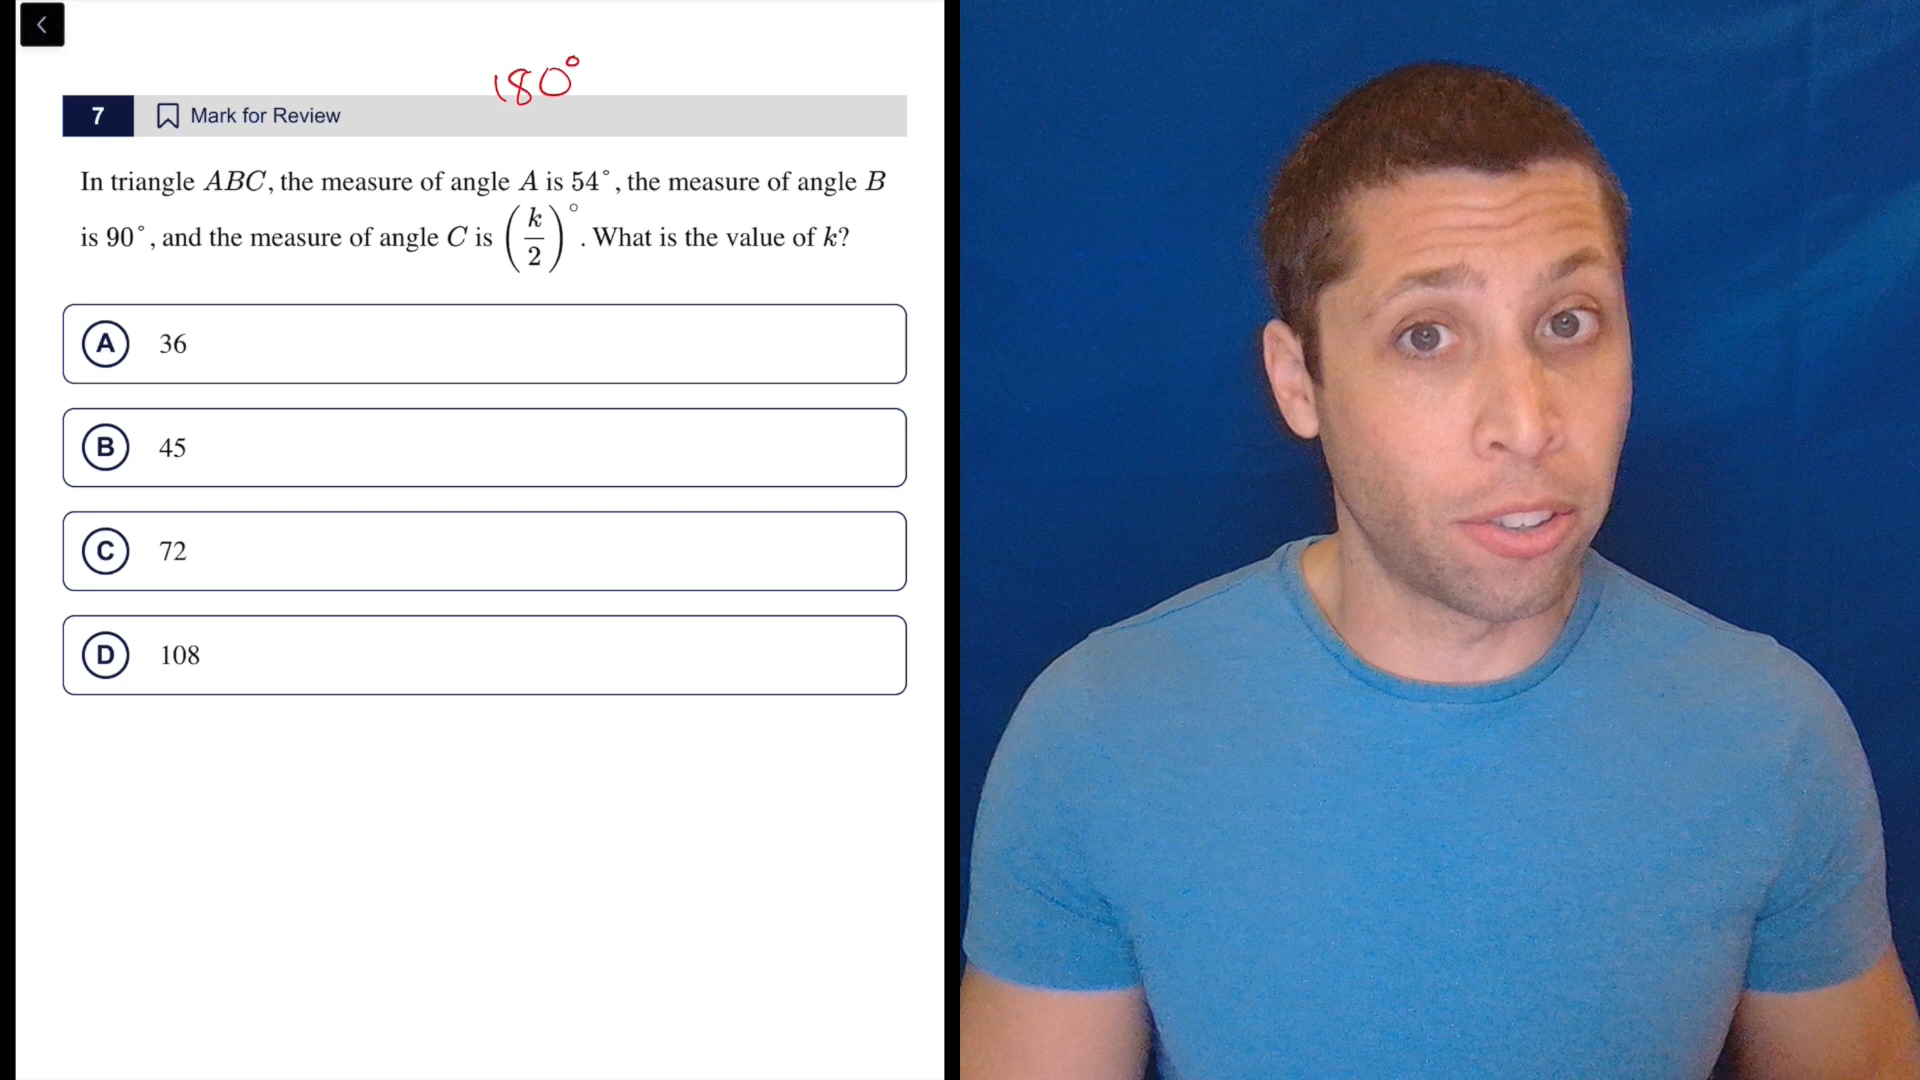 180°
7 Mark for Review
In triangle ABC, the measure of angle A is 54°, the measure of angle B
is 90°, and the measure of angle C is (k/2)°. What is the value of k?
A 36
B 45
C 72
D 108